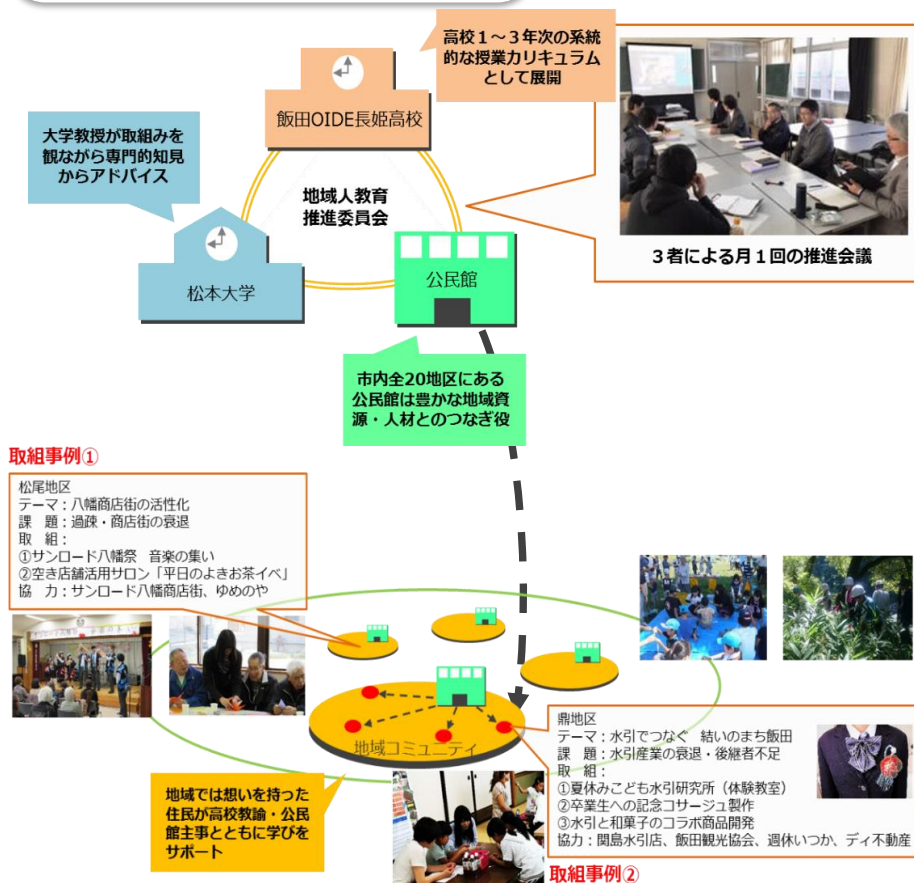 高校１～３年次の系統
的な授業カリキュラム
として展開
飯田OIDE長姫高校
大学教授が取組みを
観ながら専門的知見
からアドバイス
地域人教育
推進委員会
３者による月１回の推進会議
松本大学
公民館
市内全20地区にある
公民館は豊かな地域資
源・人材とのつなぎ役
取組事例①
松尾地区
テーマ：八幡商店街の活性化
課　題：過疎・商店街の衰退
取　組：
①サンロード八幡祭　音楽の集い
②空き店舗活用サロン「平日のよきお茶イベ」
協　力：サンロード八幡商店街、ゆめのや
地域コミュニティ
地域では想いを持った
住民が高校教諭・公民
館主事とともに学びを
サポート
鼎地区
テーマ：水引でつなぐ　結いのまち飯田
課　題：水引産業の衰退・後継者不足
取　組：
①夏休みこども水引研究所（体験教室）
②卒業生への記念コサージュ製作
③水引と和菓子のコラボ商品開発
協力：関島水引店、飯田観光協会、週休いつか、ディ不動産
取組事例②